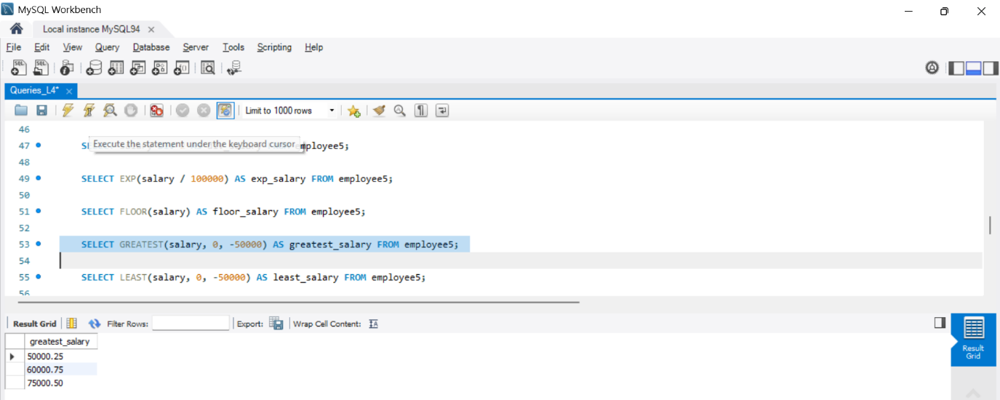 MySQL Workbench
Local instance MySQL94
File Edit View Query Database Server Tools Scripting Help
Queries_L4*
Limit to 1000 rows
46
47 Execute the statement under the keyboard cursor mployee5;
48
49 SELECT EXP(salary / 100000) AS exp_salary FROM employee5;
50
51 SELECT FLOOR(salary) AS floor_salary FROM employee5;
52
53 SELECT GREATEST(salary, 0, -50000) AS greatest_salary FROM employee5;
54
55 SELECT LEAST(salary, 0, -50000) AS least_salary FROM employee5;
56
Result Grid Filter Rows: Export: Wrap Cell Content:
greatest_salary
50000.25
60000.75
75000.50
Result
Grid